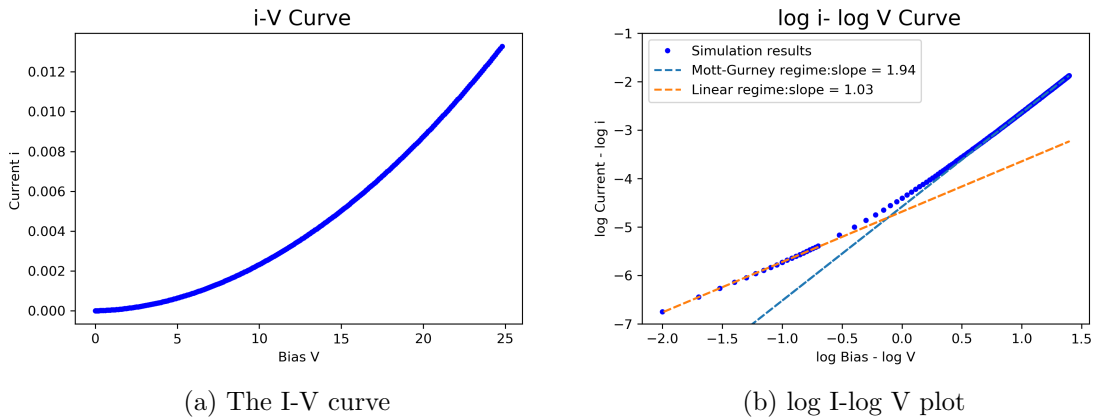 i-V Curve
0.012
0.010
0.008
0.006
0.004
0.002
0.000
Current i
0 5 10 15 20 25
Bias V
(a) The I-V curve
log i- log V Curve
Simulation results
Mott-Gurney regime:slope = 1.94
Linear regime:slope = 1.03
−1
−2
−3
−4
−5
−6
−7
log Current - log i
−2.0 −1.5 −1.0 −0.5 0.0 0.5 1.0 1.5
log Bias - log V
(b) log I-log V plot